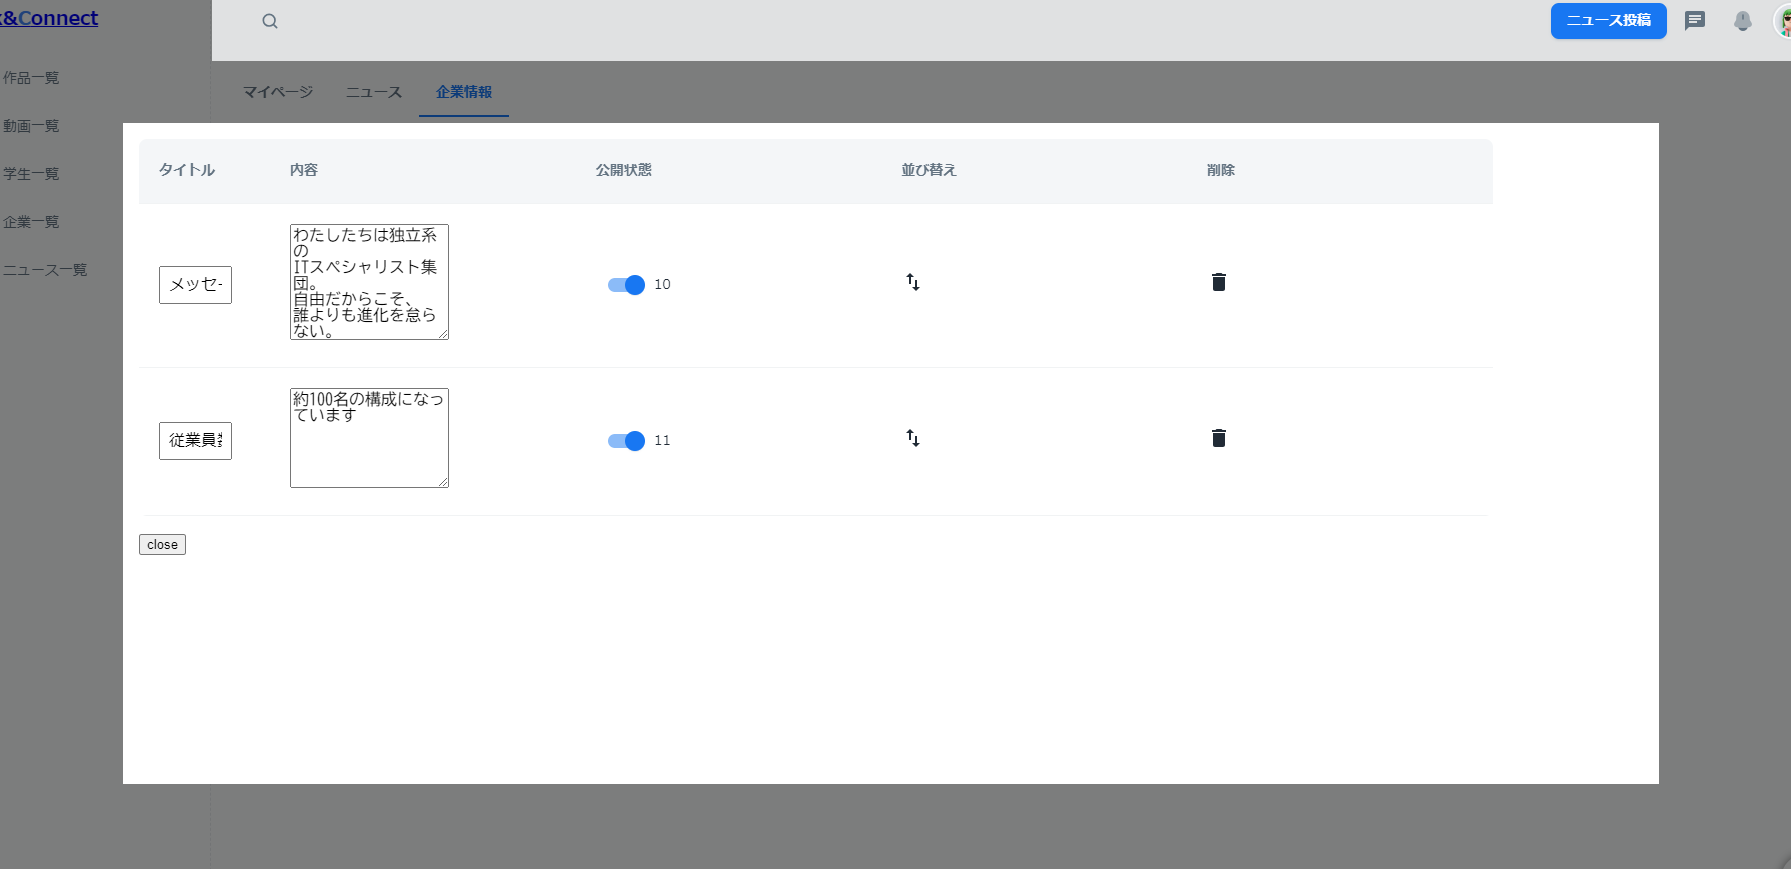 &Connect
ニュース投稿
作品一覧
動画一覧
学生一覧
企業一覧
ニュース一覧
マイページ ニュース 企業情報
タイトル 内容 公開状態 並び替え 削除
メッセ
わたしたちは独立系
の
ITスペシャリスト集
団。
自由だからこそ、
誰よりも進化を怠ら
ない。
10
従業員
約100名の構成になっ
ています
11
close